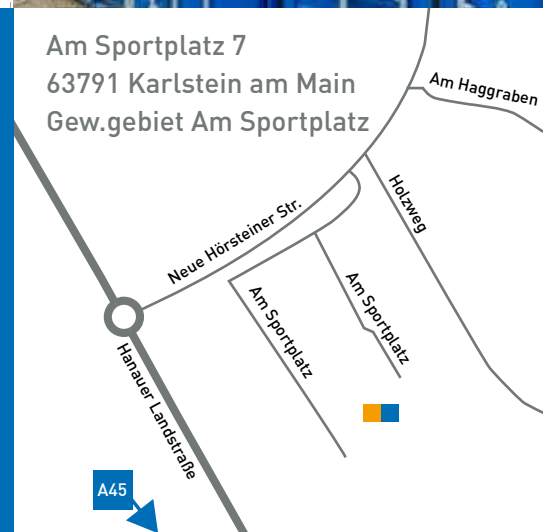 Am Sportplatz 7
63791 Karlstein am Main
Gew.gebiet Am Sportplatz
Am Haggraben
Holzweg
Neue Hörsteiner Str.
Am Sportplatz
Am Sportplatz
Hanauer Landstraße
A45